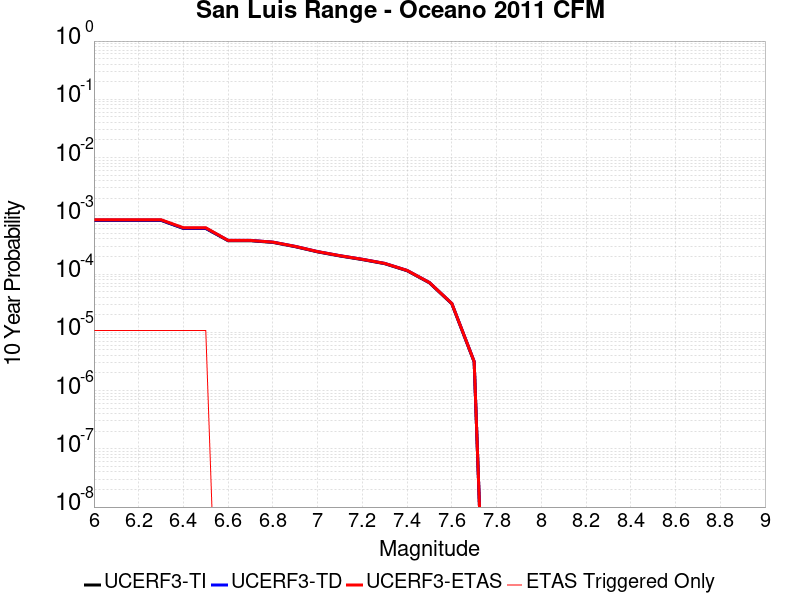 San Luis Range - Oceano 2011 CFM
10 0
10 -1
10 -2
10 -3
10 -4
10 -5
10 -6
10 -7
10 -8
10 Year Probability
6 6.2 6.4 6.6 6.8 7 7.2 7.4 7.6 7.8 8 8.2 8.4 8.6 8.8 9
Magnitude
UCERF3-TI UCERF3-TD UCERF3-ETAS ETAS Triggered Only